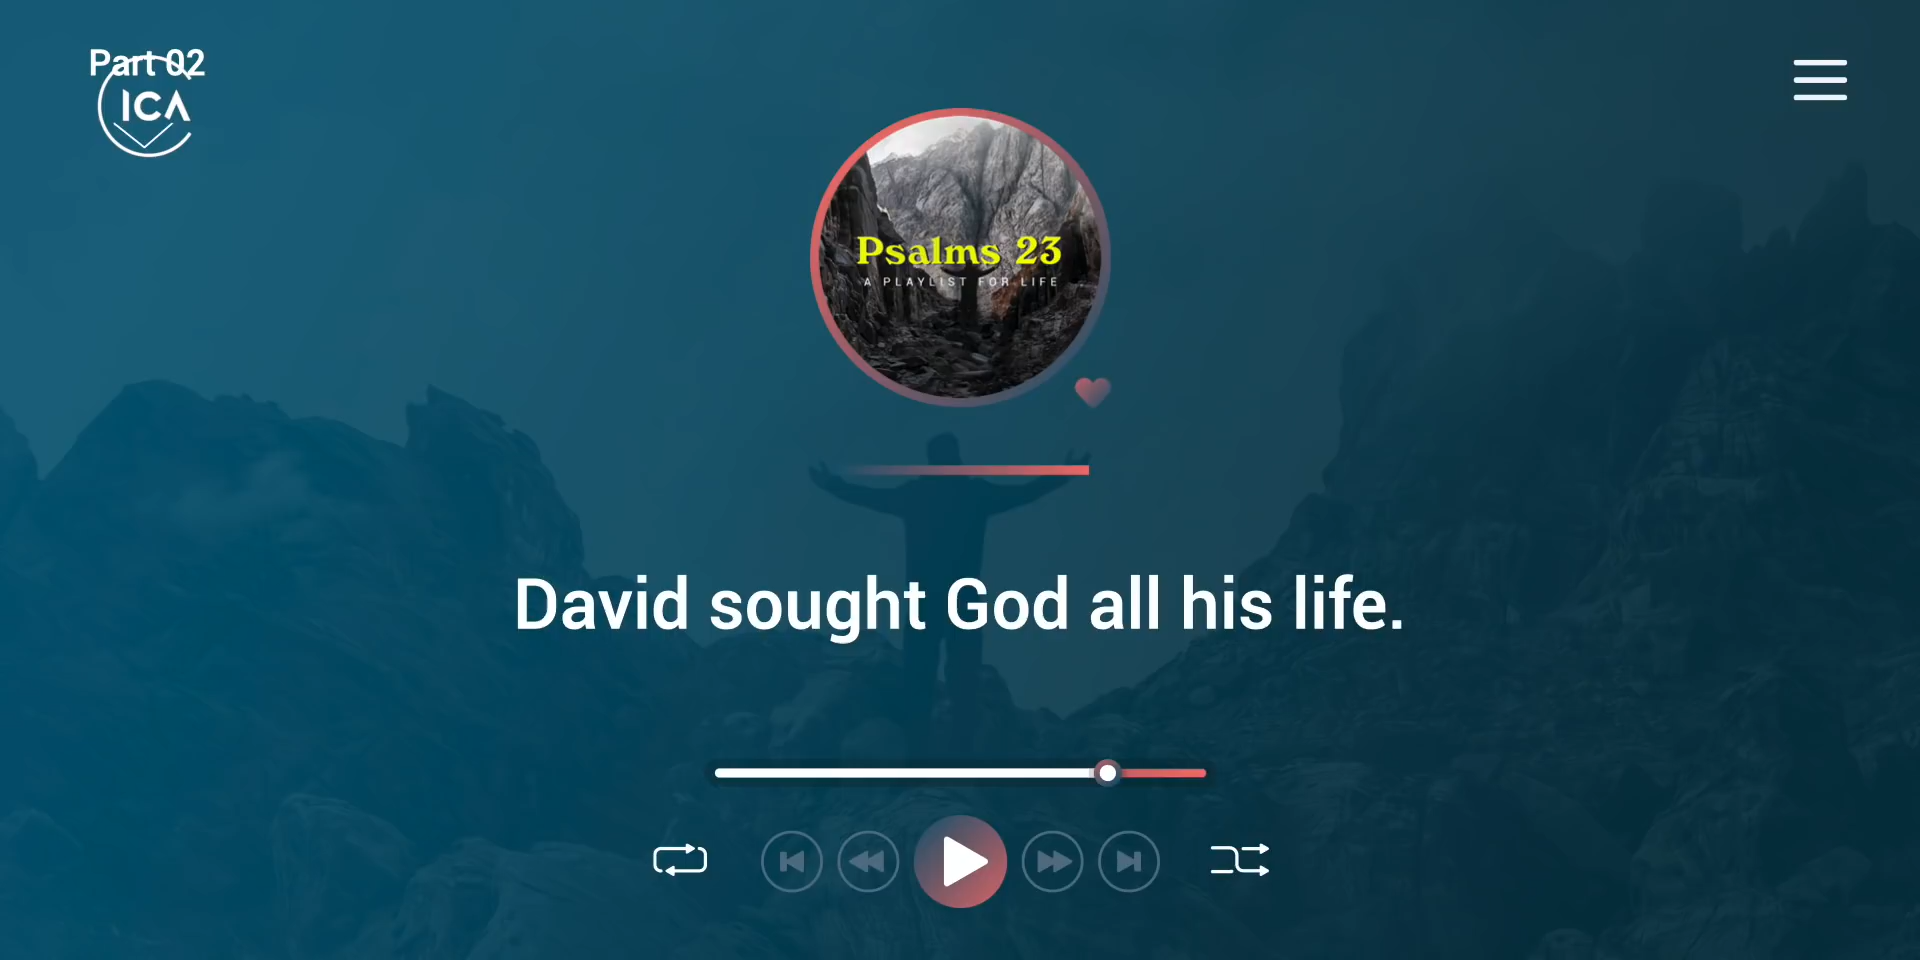 Part 02
ICA
Psalms 23
A PLAYLIST FOR LIFE
David sought God all his life.